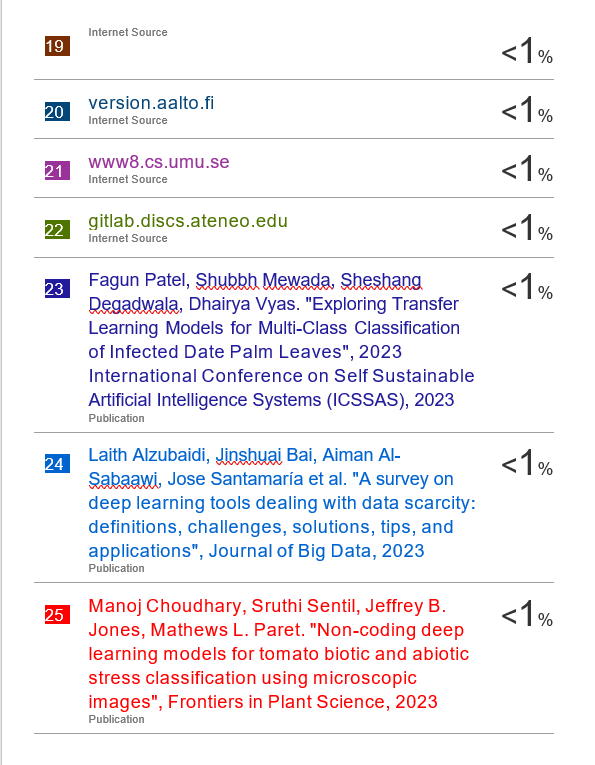 Internet Source
19
<1%
20
version.aalto.fi
<1%
Internet Source
21
www8.cs.umu.se
<1%
Internet Source
22
gitlab.discs.ateneo.edu
<1%
Internet Source
23
Fagun Patel, Shubbh Mewada, Sheshang
<1%
Degadwala, Dhairya Vyas. "Exploring Transfer
Learning Models for Multi-Class Classification
of Infected Date Palm Leaves", 2023
International Conference on Self Sustainable
Artificial Intelligence Systems (ICSSAS), 2023
Publication
24
Laith Alzubaidi, Jinshuai Bai, Aiman Al-
<1%
Sabaawi, Jose Santamaría et al. "A survey on
deep learning tools dealing with data scarcity:
definitions, challenges, solutions, tips, and
applications", Journal of Big Data, 2023
Publication
25
Manoj Choudhary, Sruthi Sentil, Jeffrey B.
<1%
Jones, Mathews L. Paret. "Non-coding deep
learning models for tomato biotic and abiotic
stress classification using microscopic
images", Frontiers in Plant Science, 2023
Publication